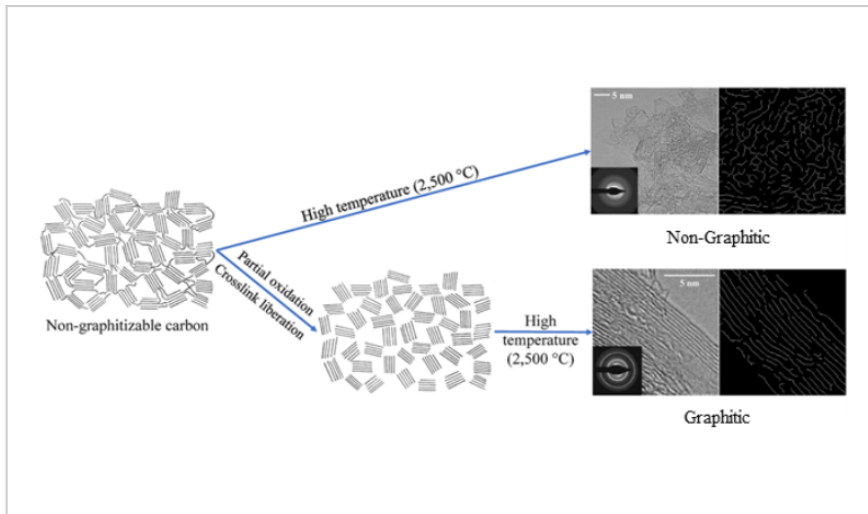 5 nm
High temperature (2,500 °C)
Non-Graphitic
Partial oxidation
Crosslink liberation
Non-graphitizable carbon
High
temperature
(2,500 °C)
5 nm
Graphitic